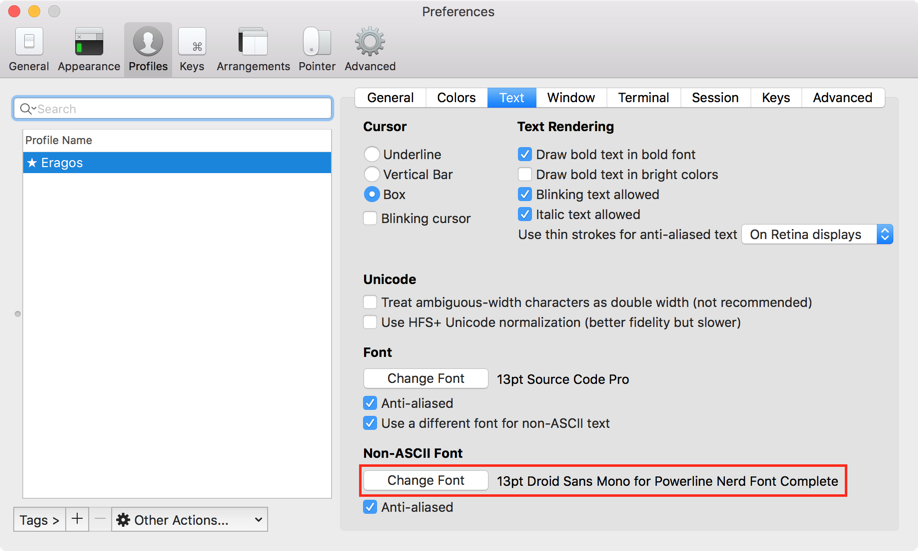 Preferences
General Appearance Profiles Keys Arrangements Pointer Advanced
Search
Profile Name
★ Eragos
Tags > + − Other Actions...
General Colors Text Window Terminal Session Keys Advanced
Cursor
Underline
Vertical Bar
Box
Blinking cursor
Text Rendering
Draw bold text in bold font
Draw bold text in bright colors
Blinking text allowed
Italic text allowed
Use thin strokes for anti-aliased text On Retina displays
Unicode
Treat ambiguous-width characters as double width (not recommended)
Use HFS+ Unicode normalization (better fidelity but slower)
Font
Change Font 13pt Source Code Pro
Anti-aliased
Use a different font for non-ASCII text
Non-ASCII Font
Change Font 13pt Droid Sans Mono for Powerline Nerd Font Complete
Anti-aliased